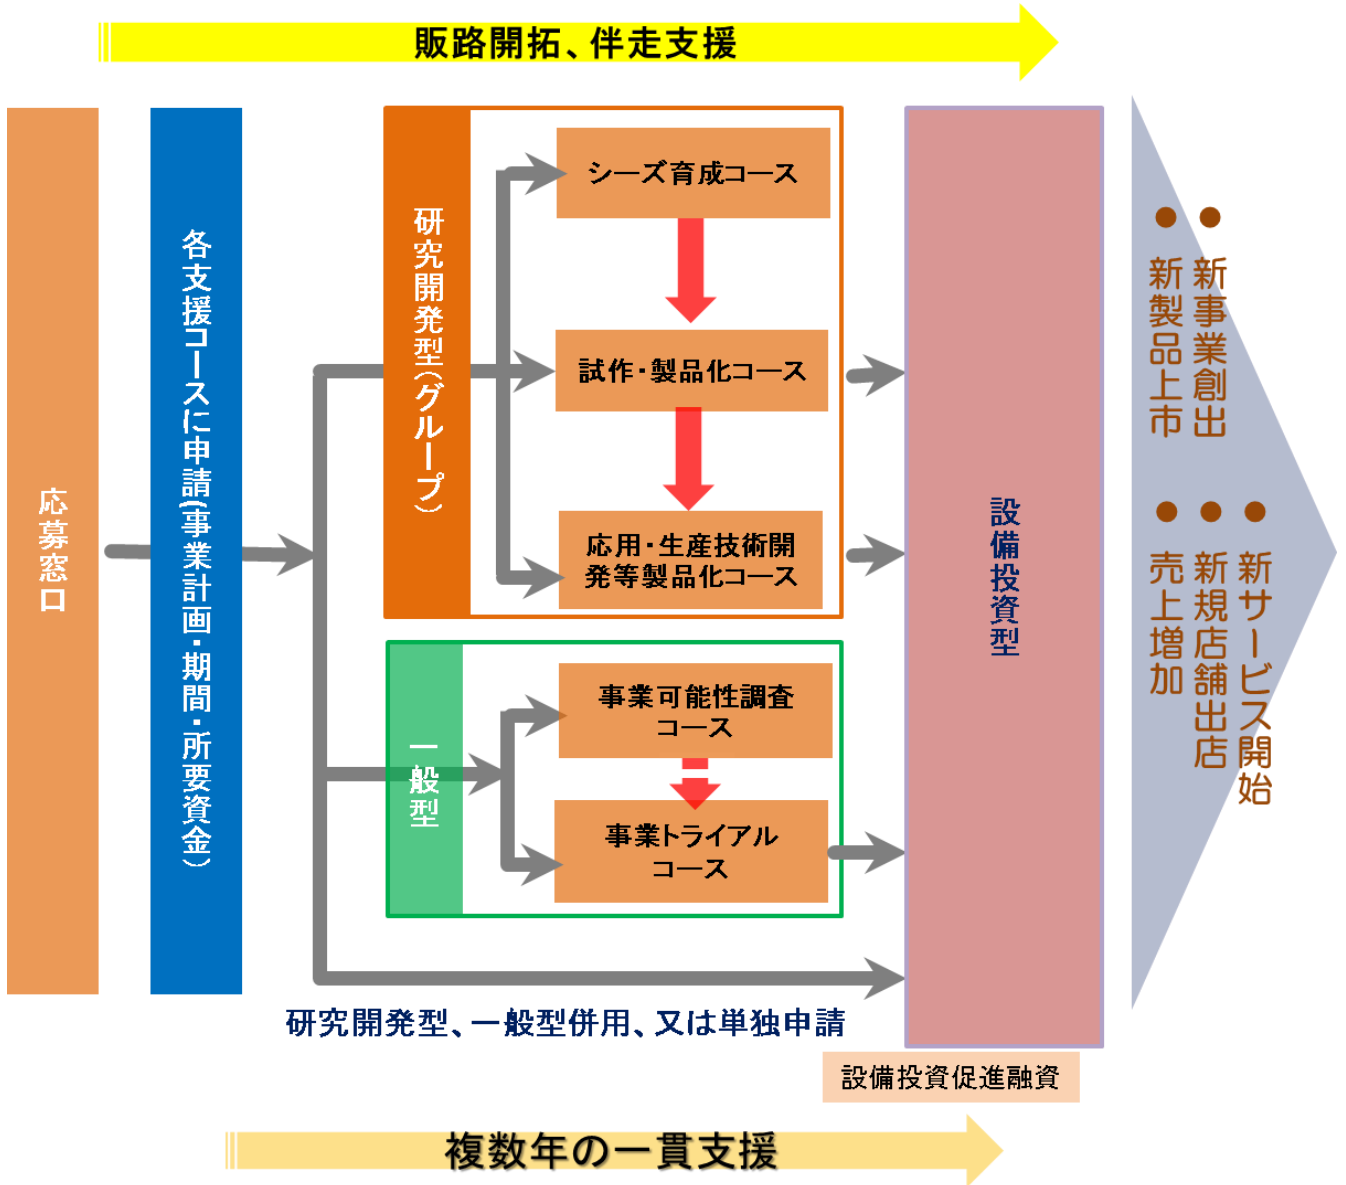 販路開拓、伴走支援
応募窓口
各支援コースに申請(事業計画・期間・所要資金)
研究開発型(グループ)
シーズ育成コース
試作・製品化コース
応用・生産技術開
発等製品化コース
一般型
事業可能性調査
コース
事業トライアル
コース
研究開発型、一般型併用、又は単独申請
設備投資型
設備投資促進融資
● 新事業創出
● 新製品上市
● 新サービス開始
● 新規店舗出店
● 売上増加
複数年の一貫支援